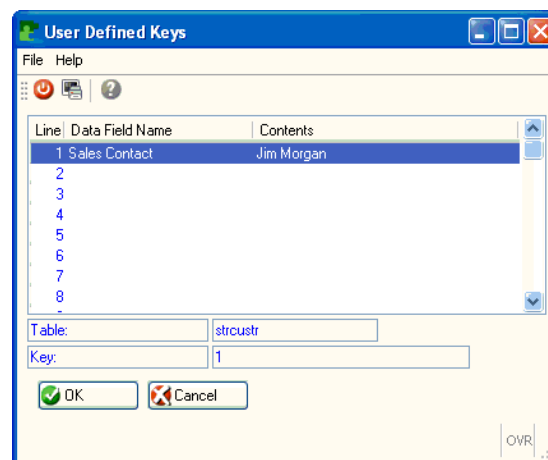 User Defined Keys
File Help
Line Data Field Name Contents
1 Sales Contact Jim Morgan
2
3
4
5
6
7
8
Table: strcustr
Key: 1
OK Cancel
OVR